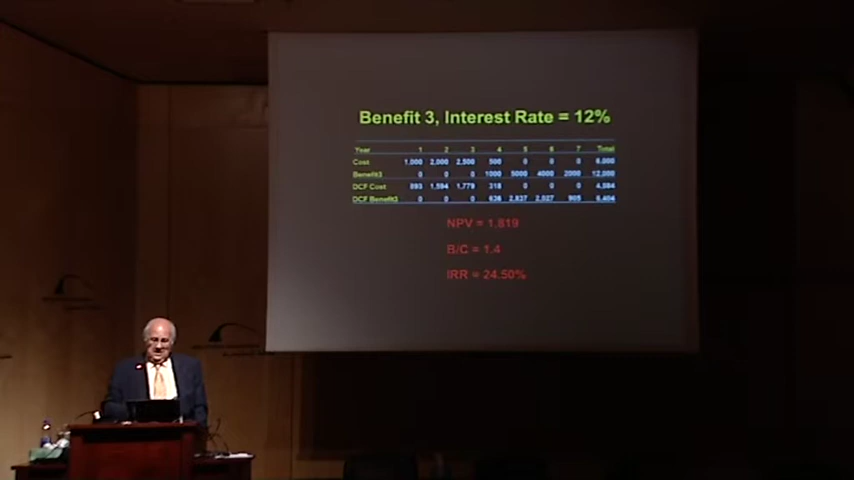 Benefit 3, Interest Rate = 12%
Year 1 2 3 4 5 6 7 Total
Cost 1,000 2,000 2,500 500 0 0 0 6,000
Benefit3 0 0 0 1000 5000 4000 2000 12,000
DCF Cost 893 1,594 1,779 318 0 0 0 4,584
DCF Benefit3 0 0 0 636 2,837 2,027 905 6,404
NPV = 1.819
B/C = 1.4
IRR = 24.50%